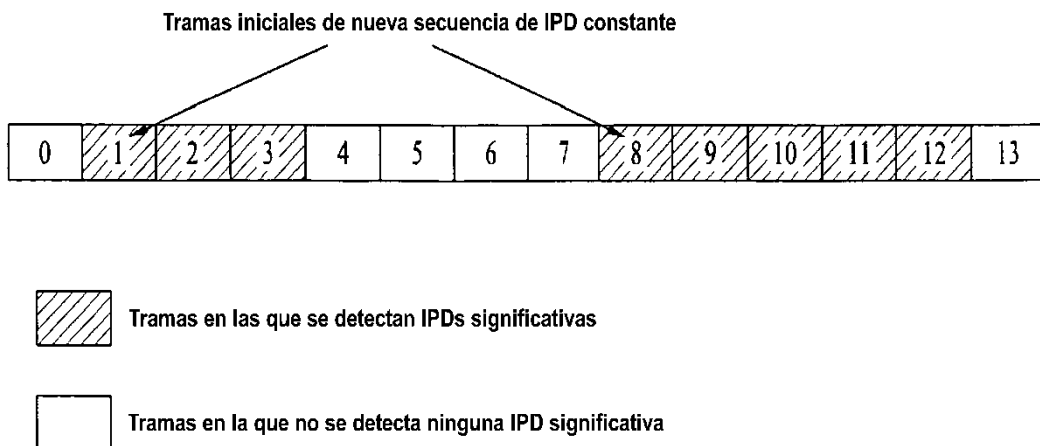 Tramas iniciales de nueva secuencia de IPD constante
0 1 2 3 4 5 6 7 8 9 10 11 12 13
Tramas en las que se detectan IPDs significativas
Tramas en la que no se detecta ninguna IPD significativa